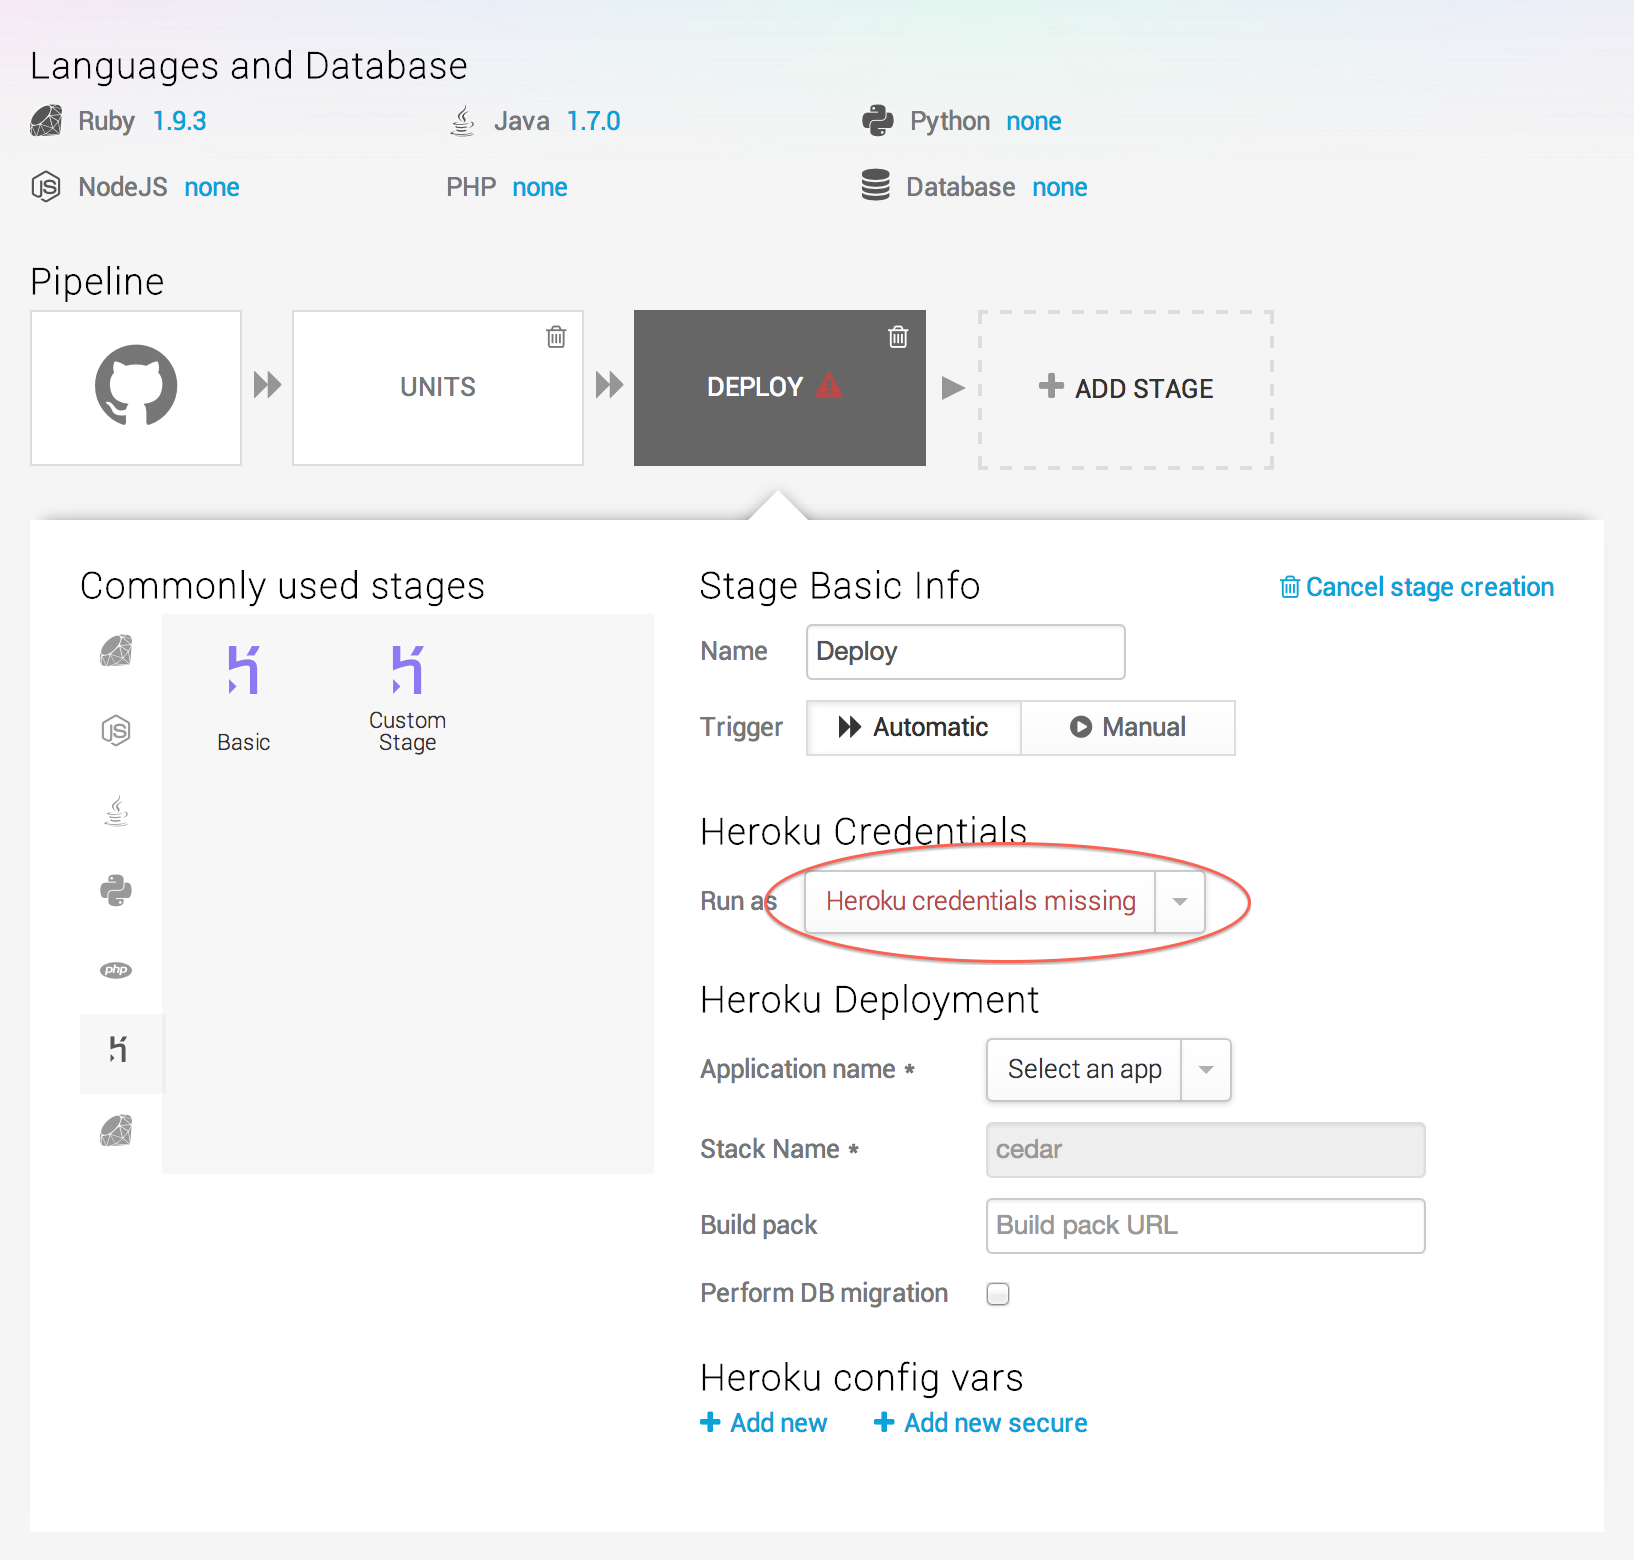 Languages and Database
Ruby 1.9.3 Java 1.7.0 Python none
NodeJS none PHP none Database none
Pipeline
UNITS
DEPLOY
ADD STAGE
Commonly used stages
Basic
Custom
Stage
php
Stage Basic Info
Cancel stage creation
Name Deploy
Trigger Automatic Manual
Heroku Credentials
Run as Heroku credentials missing
Heroku Deployment
Application name * Select an app
Stack Name * cedar
Build pack Build pack URL
Perform DB migration
Heroku config vars
Add new Add new secure